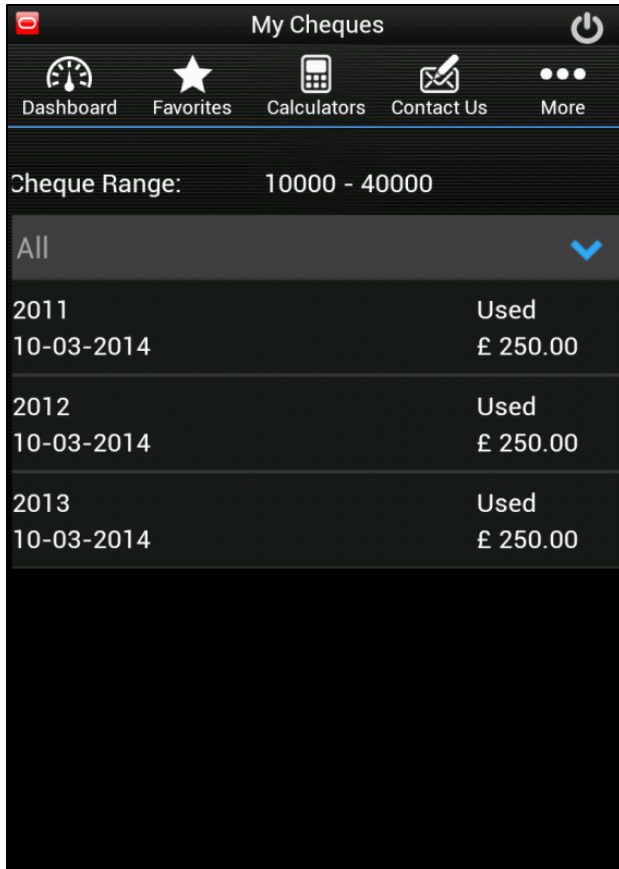 My Cheques
Dashboard Favorites Calculators Contact Us More
Cheque Range: 10000 - 40000
All
2011 Used
10-03-2014 £ 250.00
2012 Used
10-03-2014 £ 250.00
2013 Used
10-03-2014 £ 250.00